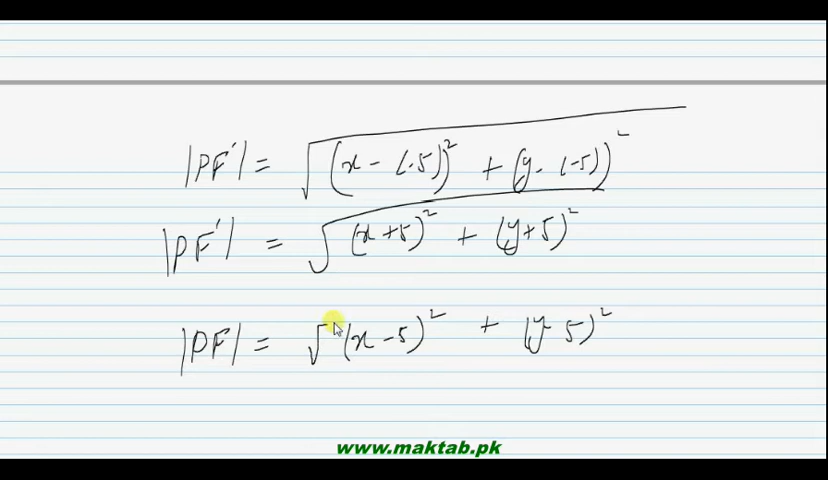 |PF'| = √(x - (-5)² + (y - (-5))²
|PF'| = √(x+5)² + (y+5)²
|PF| = √(x-5)² + (y-5)²
www.maktab.pk